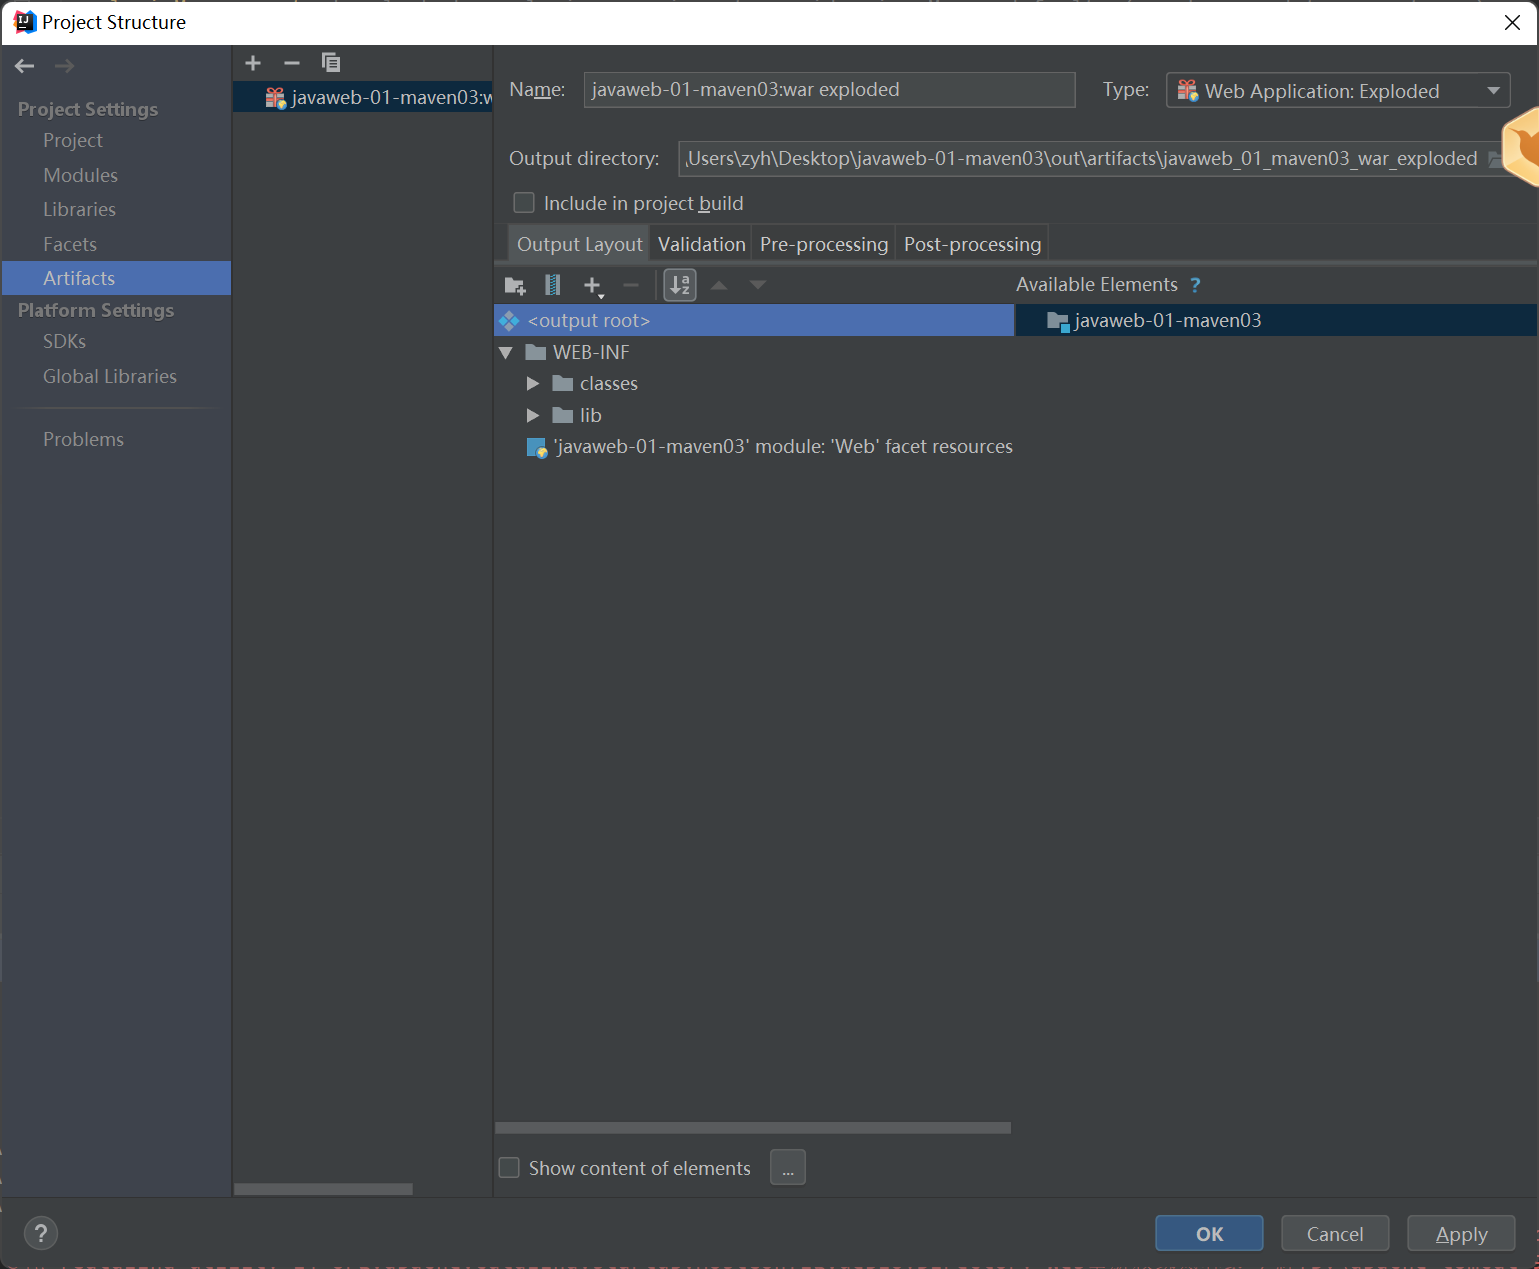 Project Structure
Project Settings
Project
Modules
Libraries
Facets
Artifacts
Platform Settings
SDKs
Global Libraries
Problems
javaweb-01-maven03:w
Name: javaweb-01-maven03:war exploded
Type: Web Application: Exploded
Output directory: \Users\zyh\Desktop\javaweb-01-maven03\out\artifacts\javaweb_01_maven03_war_exploded
Include in project build
Output Layout Validation Pre-processing Post-processing
Available Elements ?
<output root>
javaweb-01-maven03
WEB-INF
classes
lib
'javaweb-01-maven03' module: 'Web' facet resources
Show content of elements ...
? OK Cancel Apply